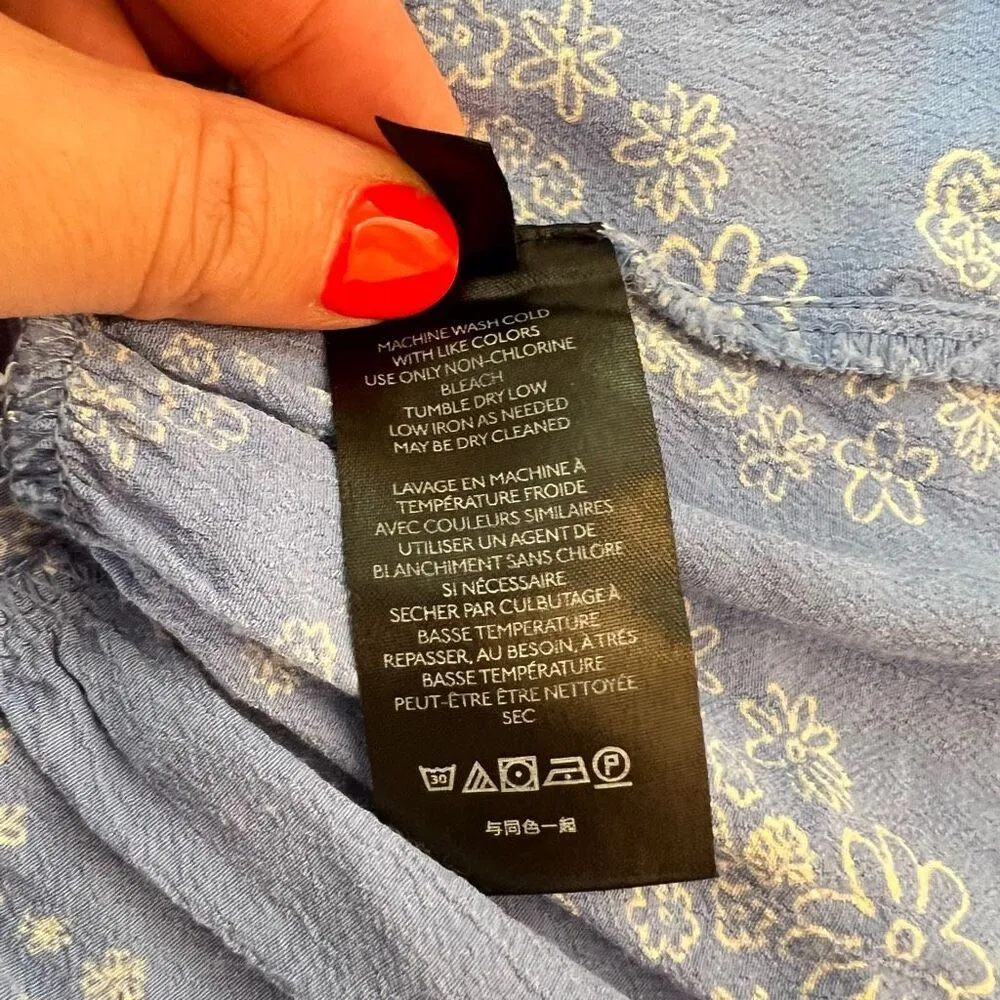 MACHINE WASH COLD
WITH LIKE COLORS
USE ONLY NON-CHLORINE
BLEACH
TUMBLE DRY LOW
LOW IRON AS NEEDED
MAY BE DRY CLEANED
LAVAGE EN MACHINE À
TEMPÉRATURE FROIDE
AVEC COULEURS SIMILAIRES
UTILISER UN AGENT DE
BLANCHIMENT SANS CHLORE
SI NÉCESSAIRE
SECHER PAR CULBUTAGE À
BASSE TEMPERATURE
REPASSER, AU BESOIN, À TRÉS
BASSE TEMPÉRATURE
PEUT-ÊTRE ÊTRE NETTOYÉE
SEC
30 P
与同色一起